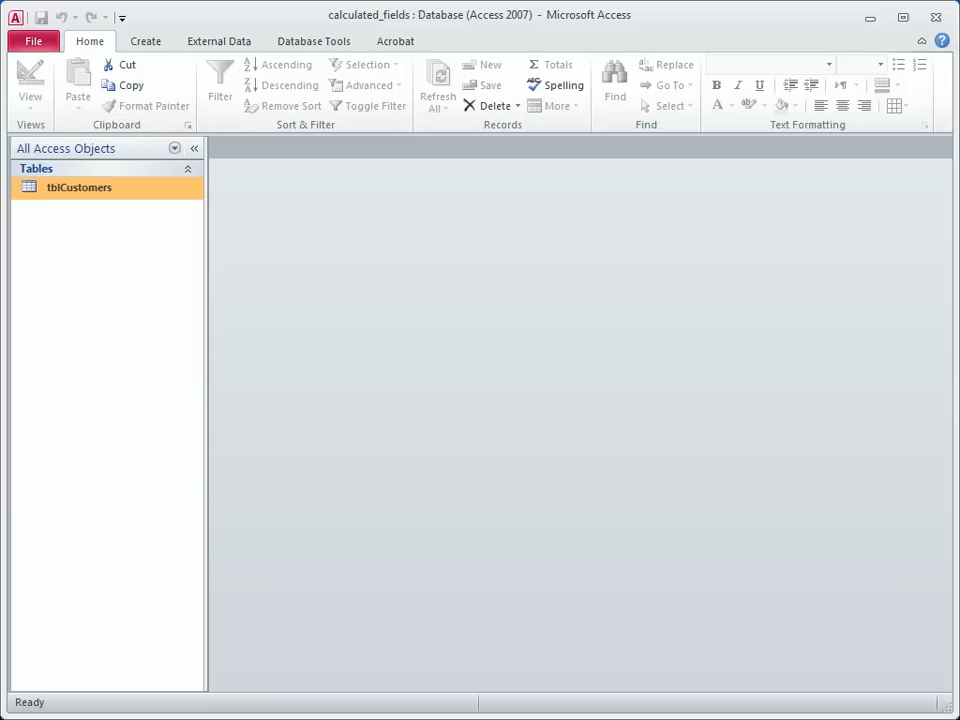 calculated_fields : Database (Access 2007) - Microsoft Access
File Home Create External Data Database Tools Acrobat
View
Views
Paste
Cut
Copy
Format Painter
Clipboard
Filter
Ascending
Descending
Remove Sort
Selection
Advanced
Toggle Filter
Sort & Filter
Refresh
All
New
Save
Delete
Totals
Spelling
More
Records
Find
Replace
Go To
Select
Find
B I U
A ab
Text Formatting
All Access Objects
Tables
tblCustomers
Ready